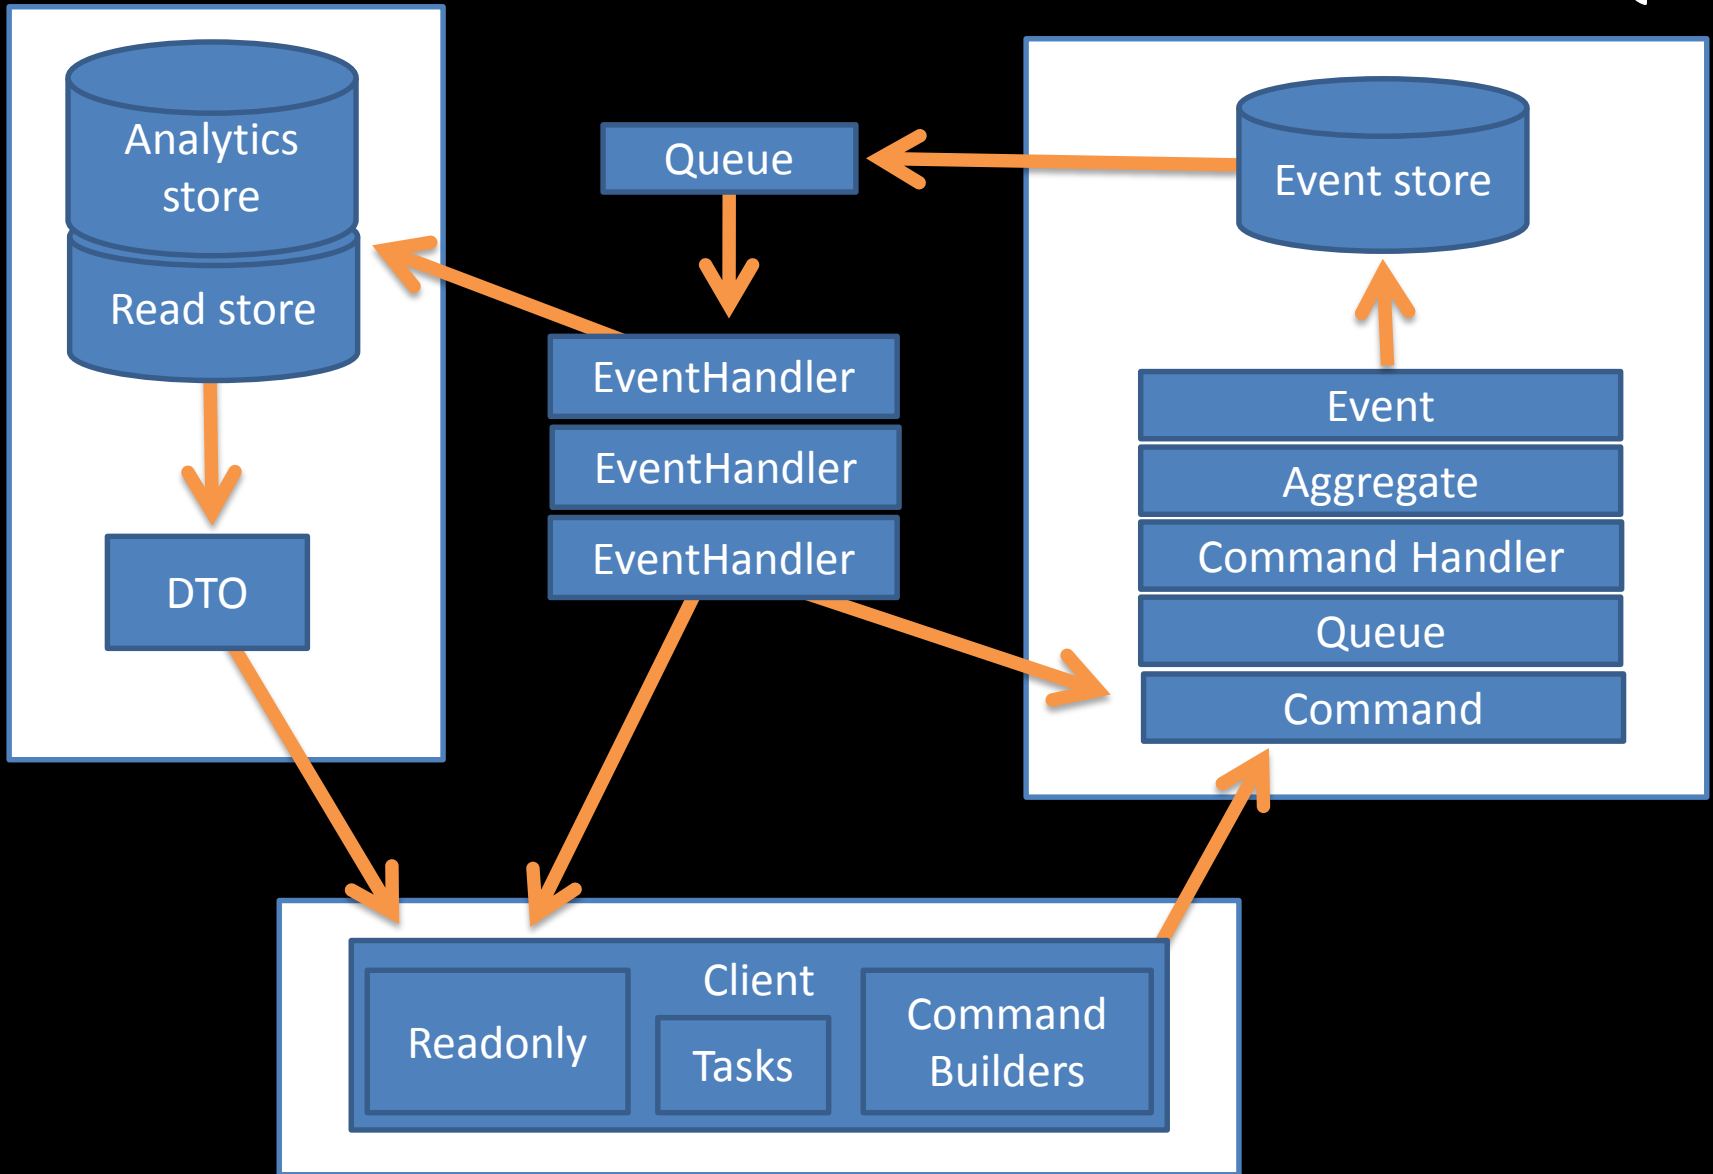 Analytics
store
Read store
DTO
Queue
EventHandler
EventHandler
EventHandler
Event store
Event
Aggregate
Command Handler
Queue
Command
Client
Readonly
Tasks
Command
Builders